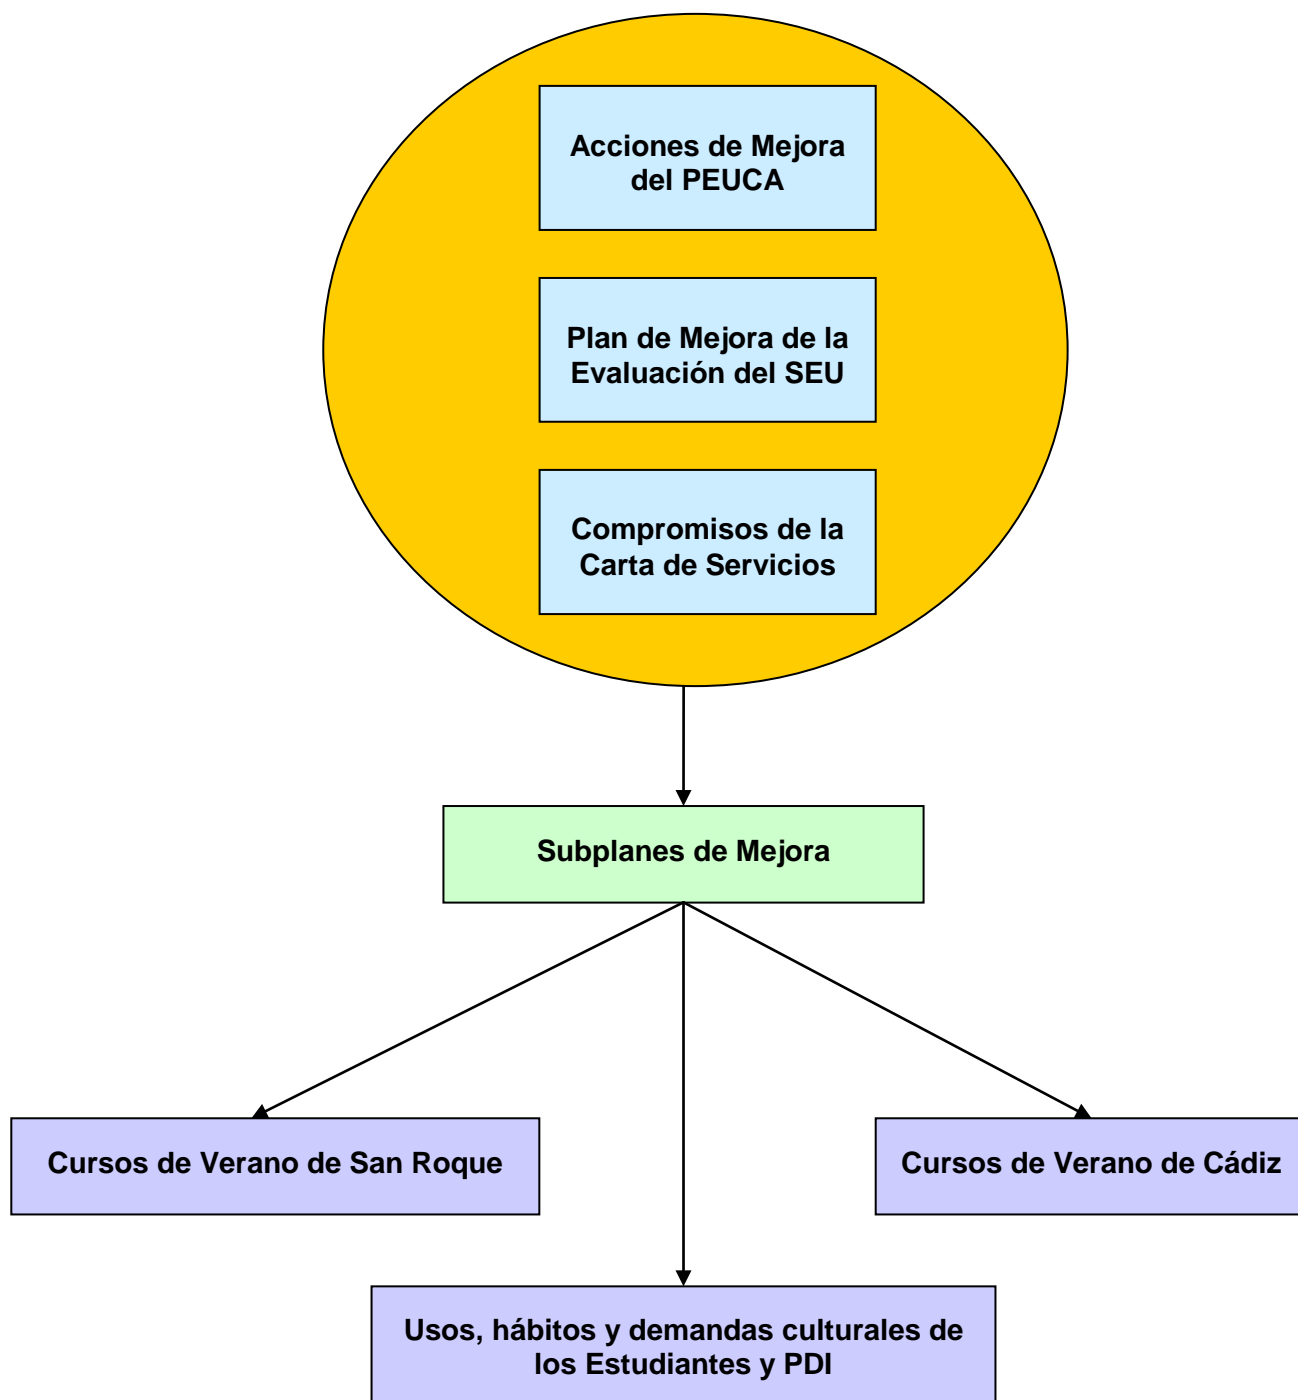 Acciones de Mejora
del PEUCA
Plan de Mejora de la
Evaluación del SEU
Compromisos de la
Carta de Servicios
Subplanes de Mejora
Cursos de Verano de San Roque
Cursos de Verano de Cádiz
Usos, hábitos y demandas culturales de
los Estudiantes y PDI